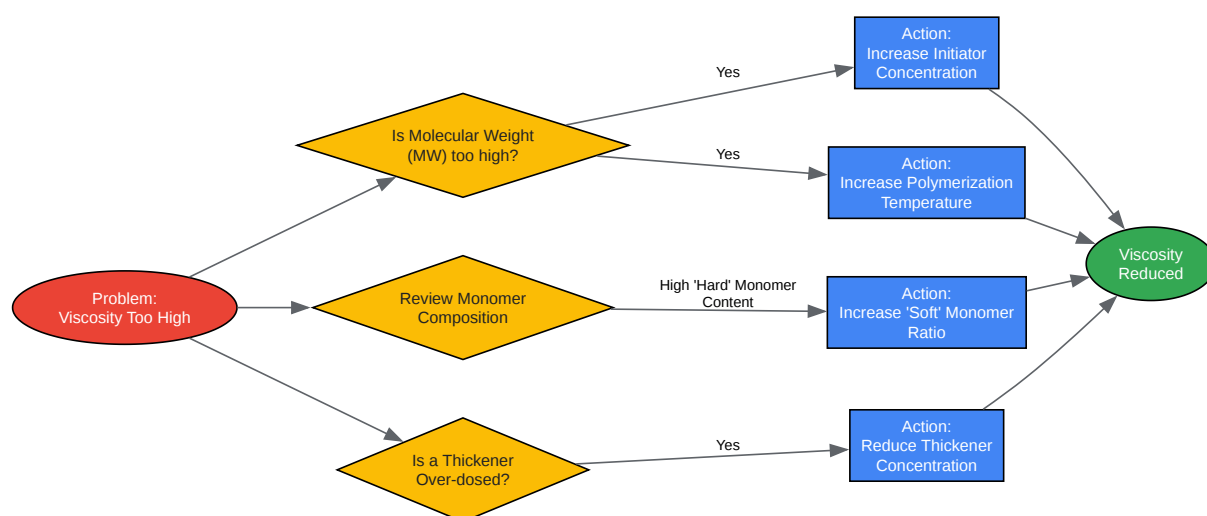 Problem:
Viscosity Too High
Is Molecular Weight
(MW) too high?
Yes
Action:
Increase Initiator
Concentration
Yes
Action:
Increase Polymerization
Temperature
Review Monomer
Composition
High 'Hard' Monomer
Content
Action:
Increase 'Soft' Monomer
Ratio
Is a Thickener
Over-dosed?
Yes
Action:
Reduce Thickener
Concentration
Viscosity
Reduced